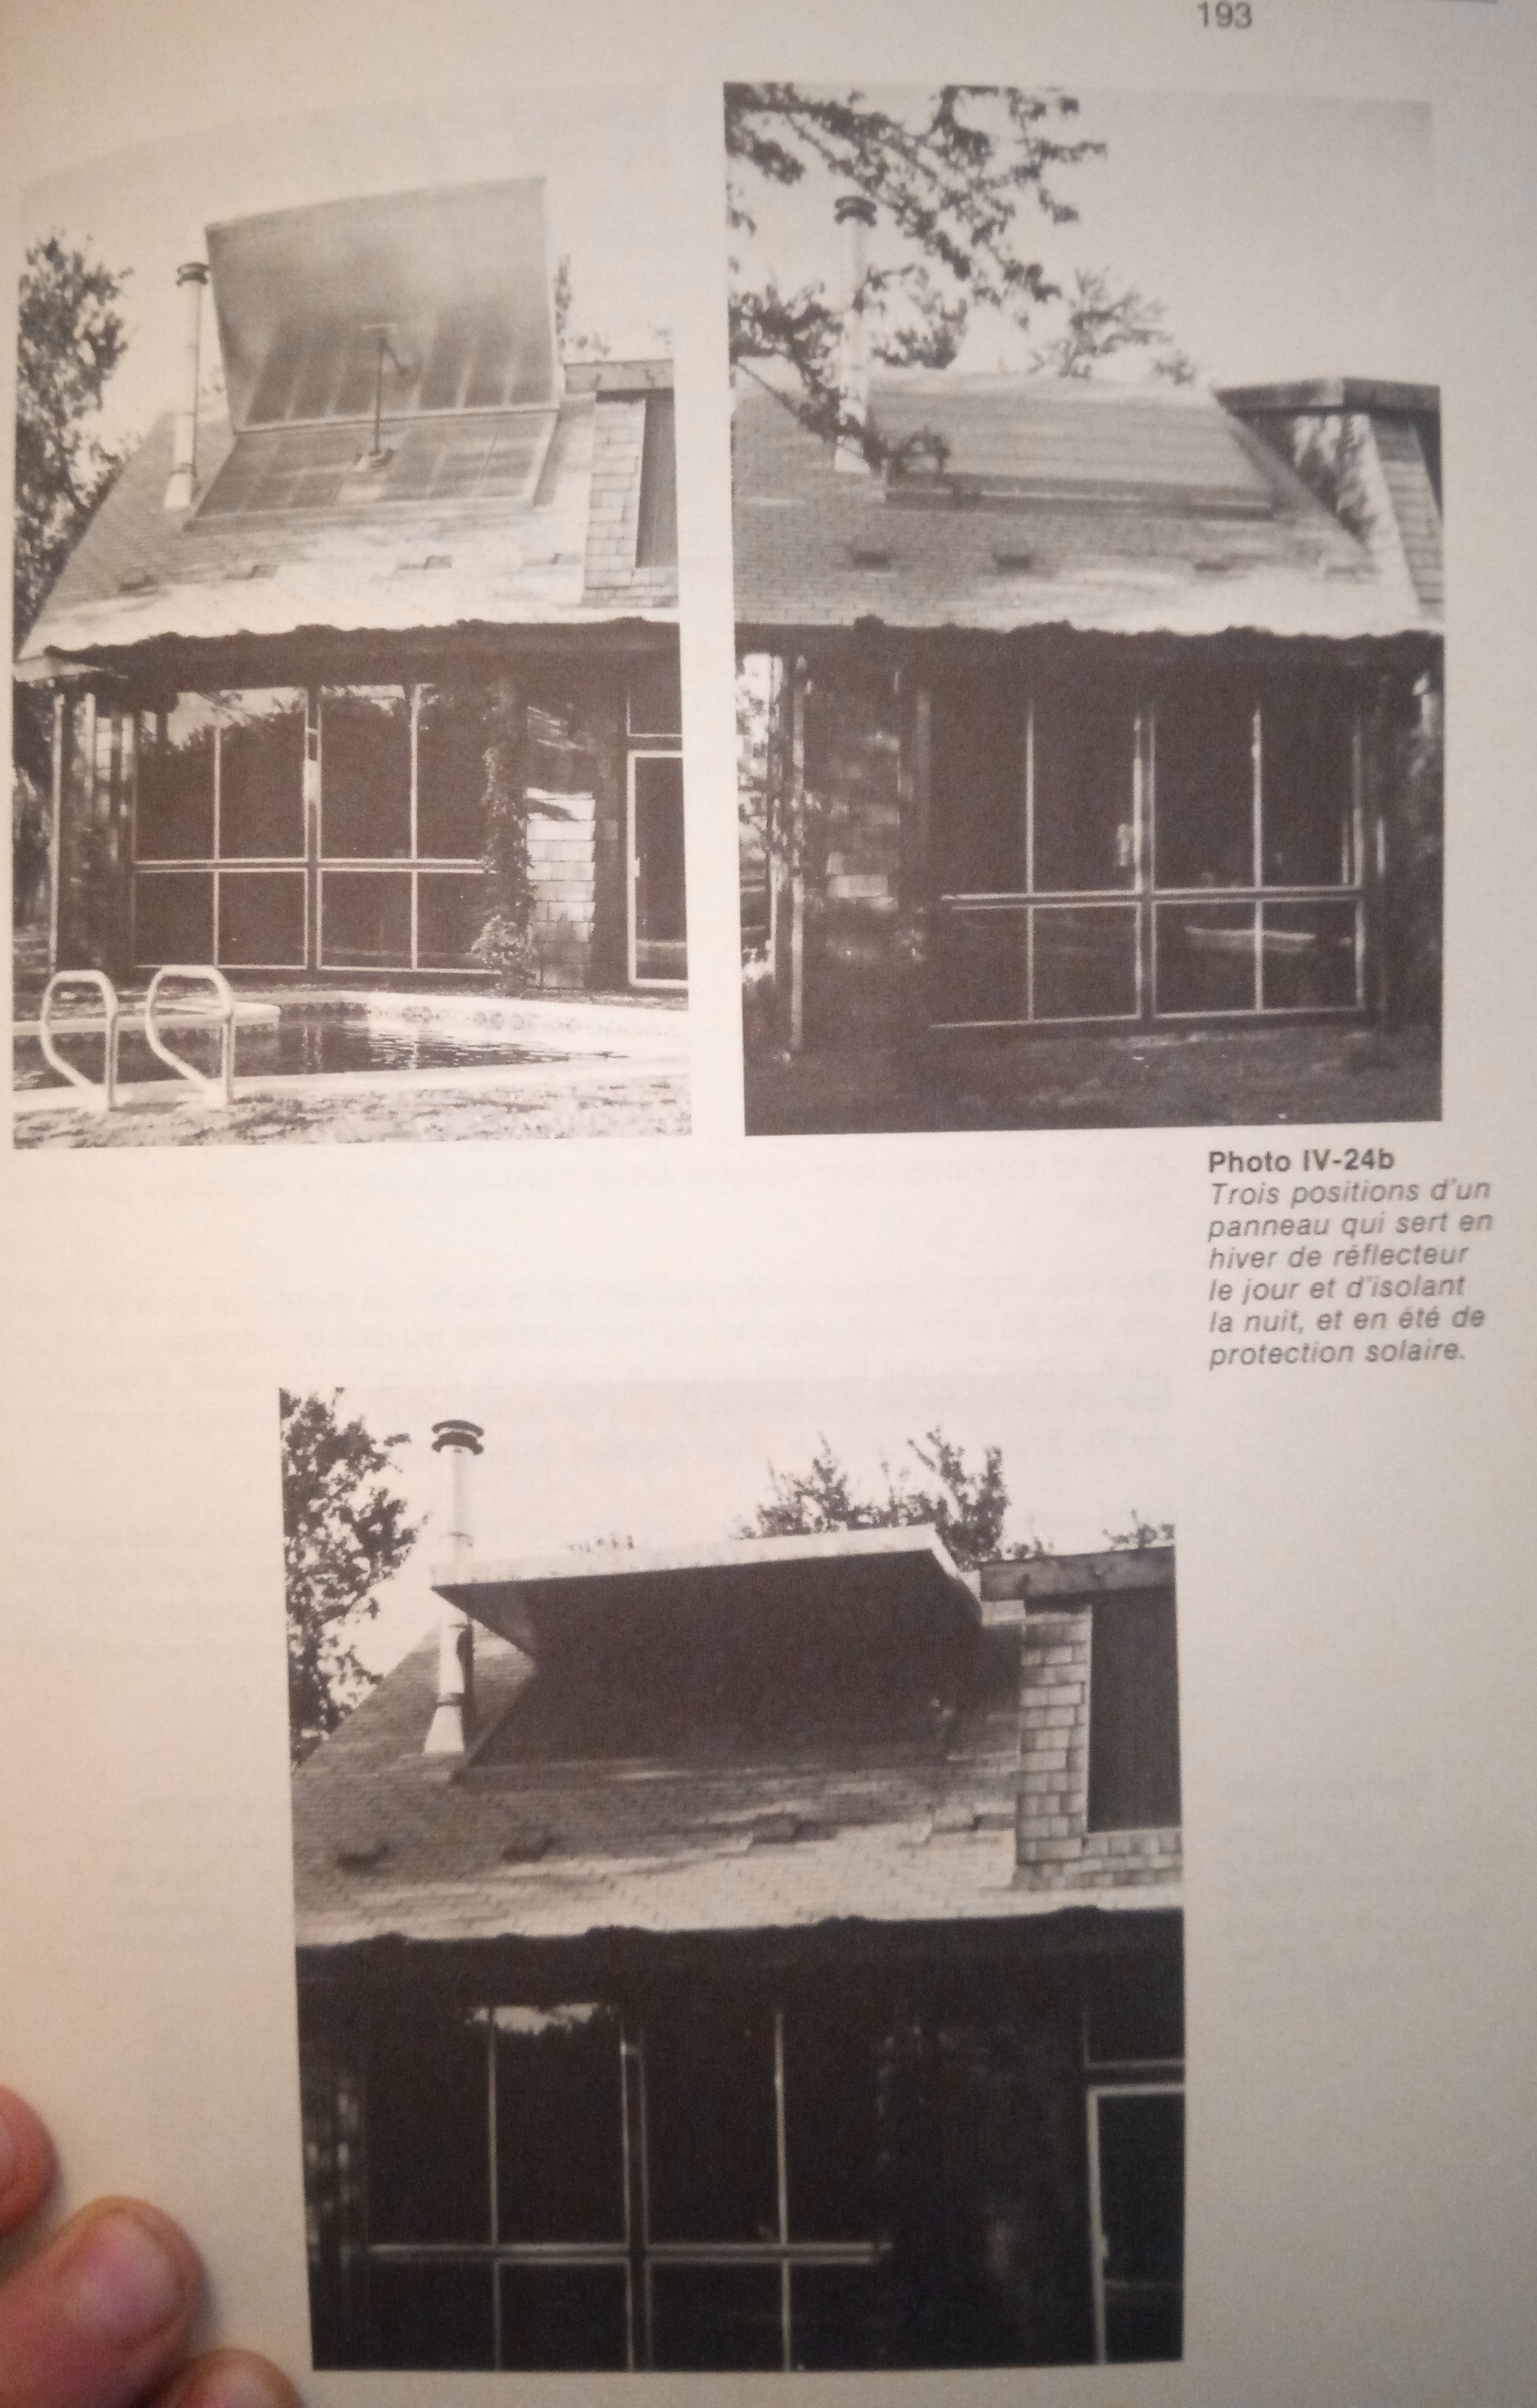 193
Photo IV-24b
Trois positions d'un
panneau qui sert en
hiver de réflecteur
le jour et d'isolant
la nuit, et en été de
protection solaire.